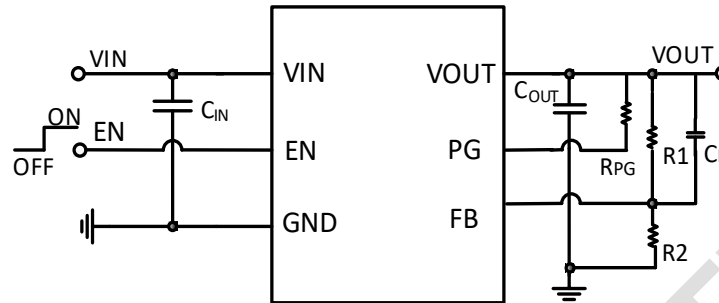 VIN
VIN
VOUT
VOUT
C_OUT
C_IN
ON
EN
OFF
EN
PG
R_PG
R1
GND
FB
R2